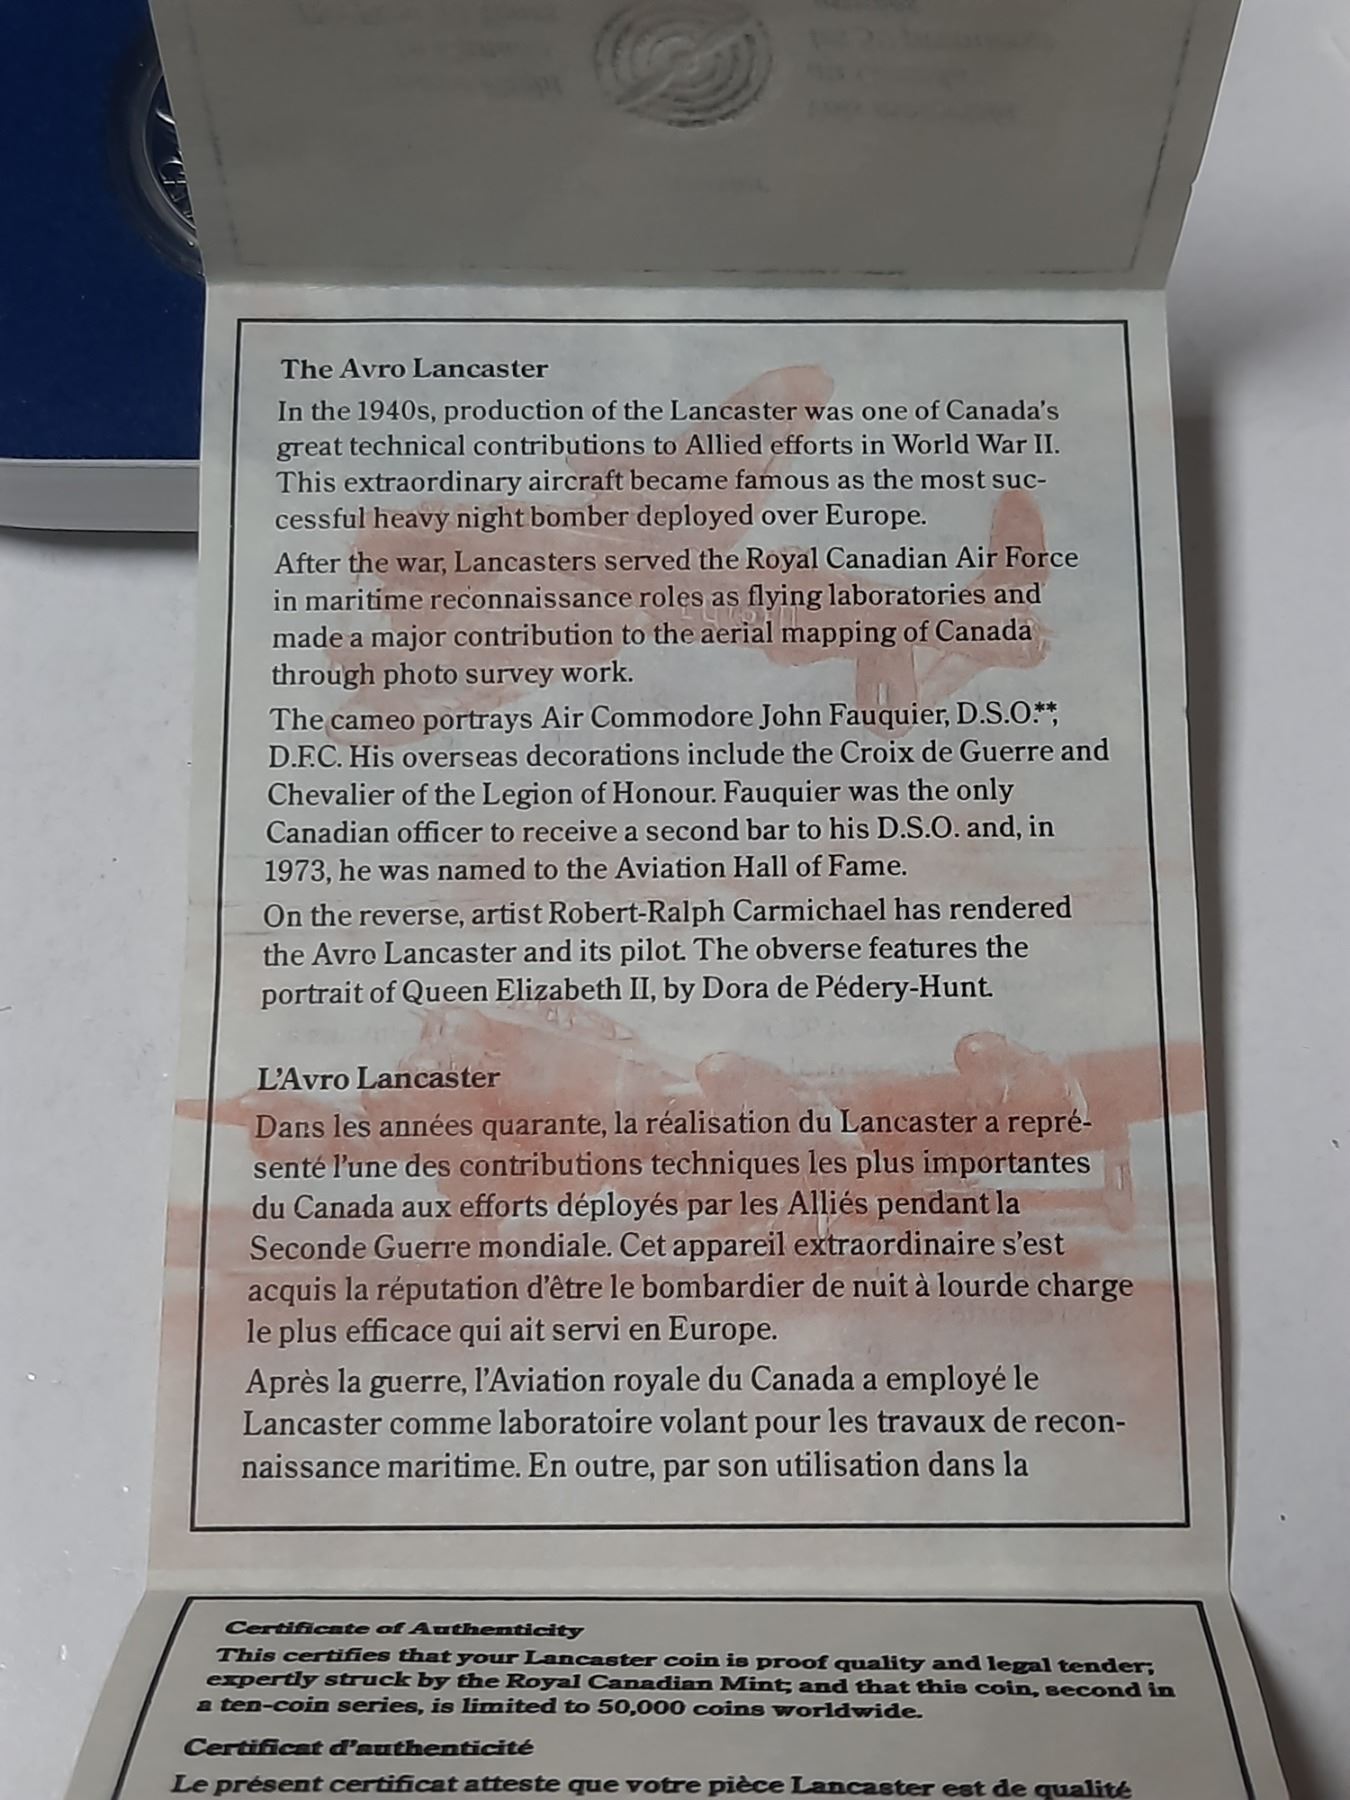 The Avro Lancaster
In the 1940s, production of the Lancaster was one of Canada's
great technical contributions to Allied efforts in World War II.
This extraordinary aircraft became famous as the most suc-
cessful heavy night bomber deployed over Europe.
After the war, Lancasters served the Royal Canadian Air Force
in maritime reconnaissance roles as flying laboratories and
made a major contribution to the aerial mapping of Canada
through photo survey work.
The cameo portrays Air Commodore John Fauquier, D.S.O.**,
D.F.C. His overseas decorations include the Croix de Guerre and
Chevalier of the Legion of Honour. Fauquier was the only
Canadian officer to receive a second bar to his D.S.O. and, in
1973, he was named to the Aviation Hall of Fame.
On the reverse, artist Robert-Ralph Carmichael has rendered
the Avro Lancaster and its pilot. The obverse features the
portrait of Queen Elizabeth II, by Dora de Pédery-Hunt.
L'Avro Lancaster
Dans les années quarante, la réalisation du Lancaster a repré-
senté l'une des contributions techniques les plus importantes
du Canada aux efforts déployés par les Alliés pendant la
Seconde Guerre mondiale. Cet appareil extraordinaire s'est
acquis la réputation d'être le bombardier de nuit à lourde charge
le plus efficace qui ait servi en Europe.
Après la guerre, l'Aviation royale du Canada a employé le
Lancaster comme laboratoire volant pour les travaux de recon-
naissance maritime. En outre, par son utilisation dans la
Certificate of Authenticity
This certifies that your Lancaster coin is proof quality and legal tender;
expertly struck by the Royal Canadian Mint; and that this coin, second in
a ten-coin series, is limited to 50,000 coins worldwide.
Certificat d'authenticité
Le présent certificat atteste que votre pièce Lancaster est de qualité